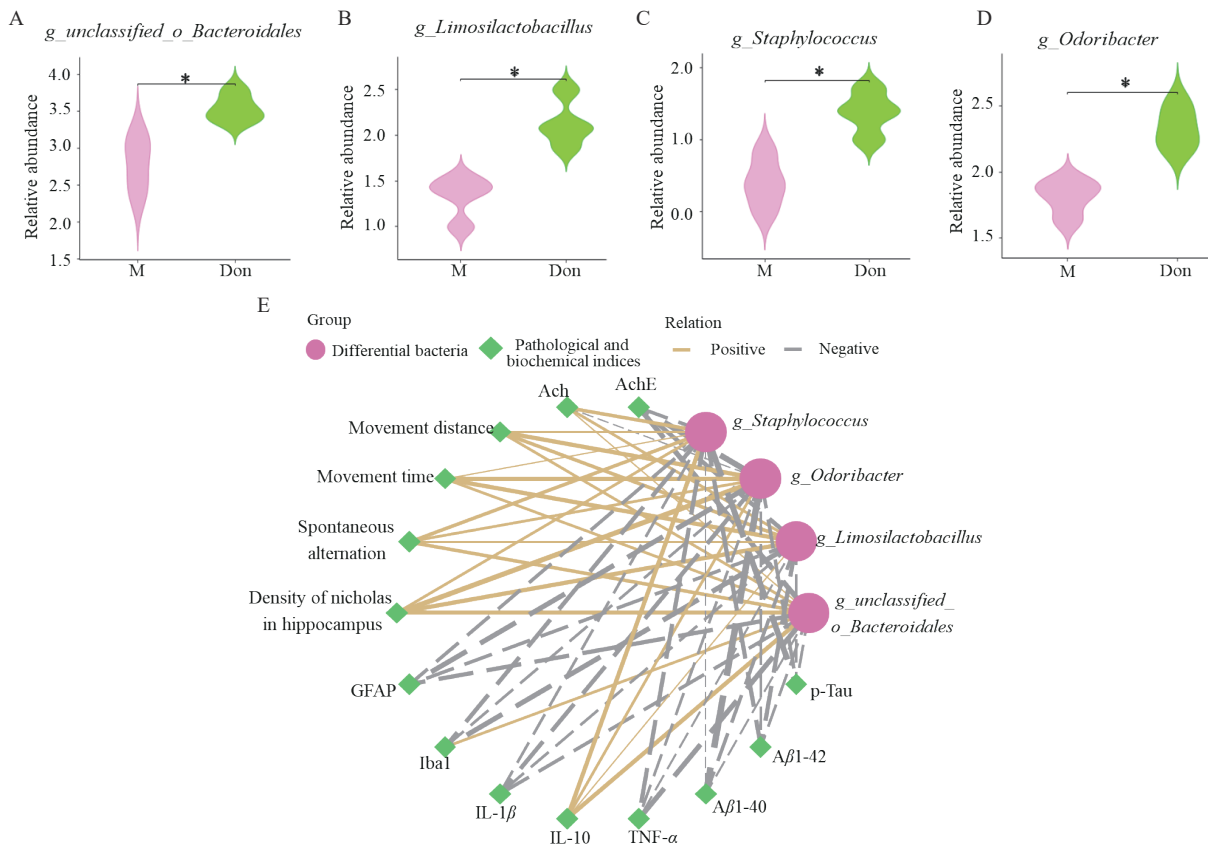 A
g_unclassified_o_Bacteroidales
Relative abundance
4.0
3.5
3.0
2.5
2.0
1.5
*
M
Don
B
g_Limosilactobacillus
Relative abundance
2.5
2.0
1.5
1.0
*
M
Don
C
g_Staphylococcus
Relative abundance
2.0
1.0
0.0
*
M
Don
D
g_Odoribacter
Relative abundance
2.5
2.0
1.5
*
M
Don
E
Group
Differential bacteria
Pathological and
biochemical indices
Relation
Positive
Negative
Ach
AchE
Movement distance
Movement time
Spontaneous
alternation
Density of nicholas
in hippocampus
GFAP
Iba1
IL-1β
IL-10
TNF-α
Aβ1-40
Aβ1-42
p-Tau
g_Staphylococcus
g_Odoribacter
g_Limosilactobacillus
g_unclassified_
o_Bacteroidales